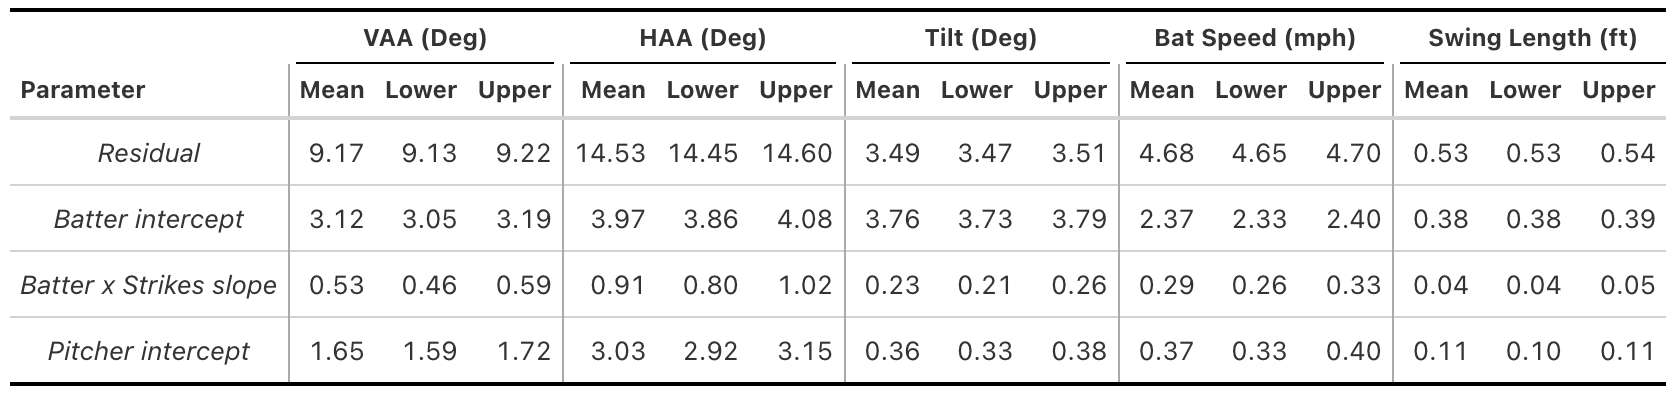 VAA (Deg) HAA (Deg) Tilt (Deg) Bat Speed (mph) Swing Length (ft)
Parameter Mean Lower Upper Mean Lower Upper Mean Lower Upper Mean Lower Upper Mean Lower Upper
Residual 9.17 9.13 9.22 14.53 14.45 14.60 3.49 3.47 3.51 4.68 4.65 4.70 0.53 0.53 0.54
Batter intercept 3.12 3.05 3.19 3.97 3.86 4.08 3.76 3.73 3.79 2.37 2.33 2.40 0.38 0.38 0.39
Batter x Strikes slope 0.53 0.46 0.59 0.91 0.80 1.02 0.23 0.21 0.26 0.29 0.26 0.33 0.04 0.04 0.05
Pitcher intercept 1.65 1.59 1.72 3.03 2.92 3.15 0.36 0.33 0.38 0.37 0.33 0.40 0.11 0.10 0.11